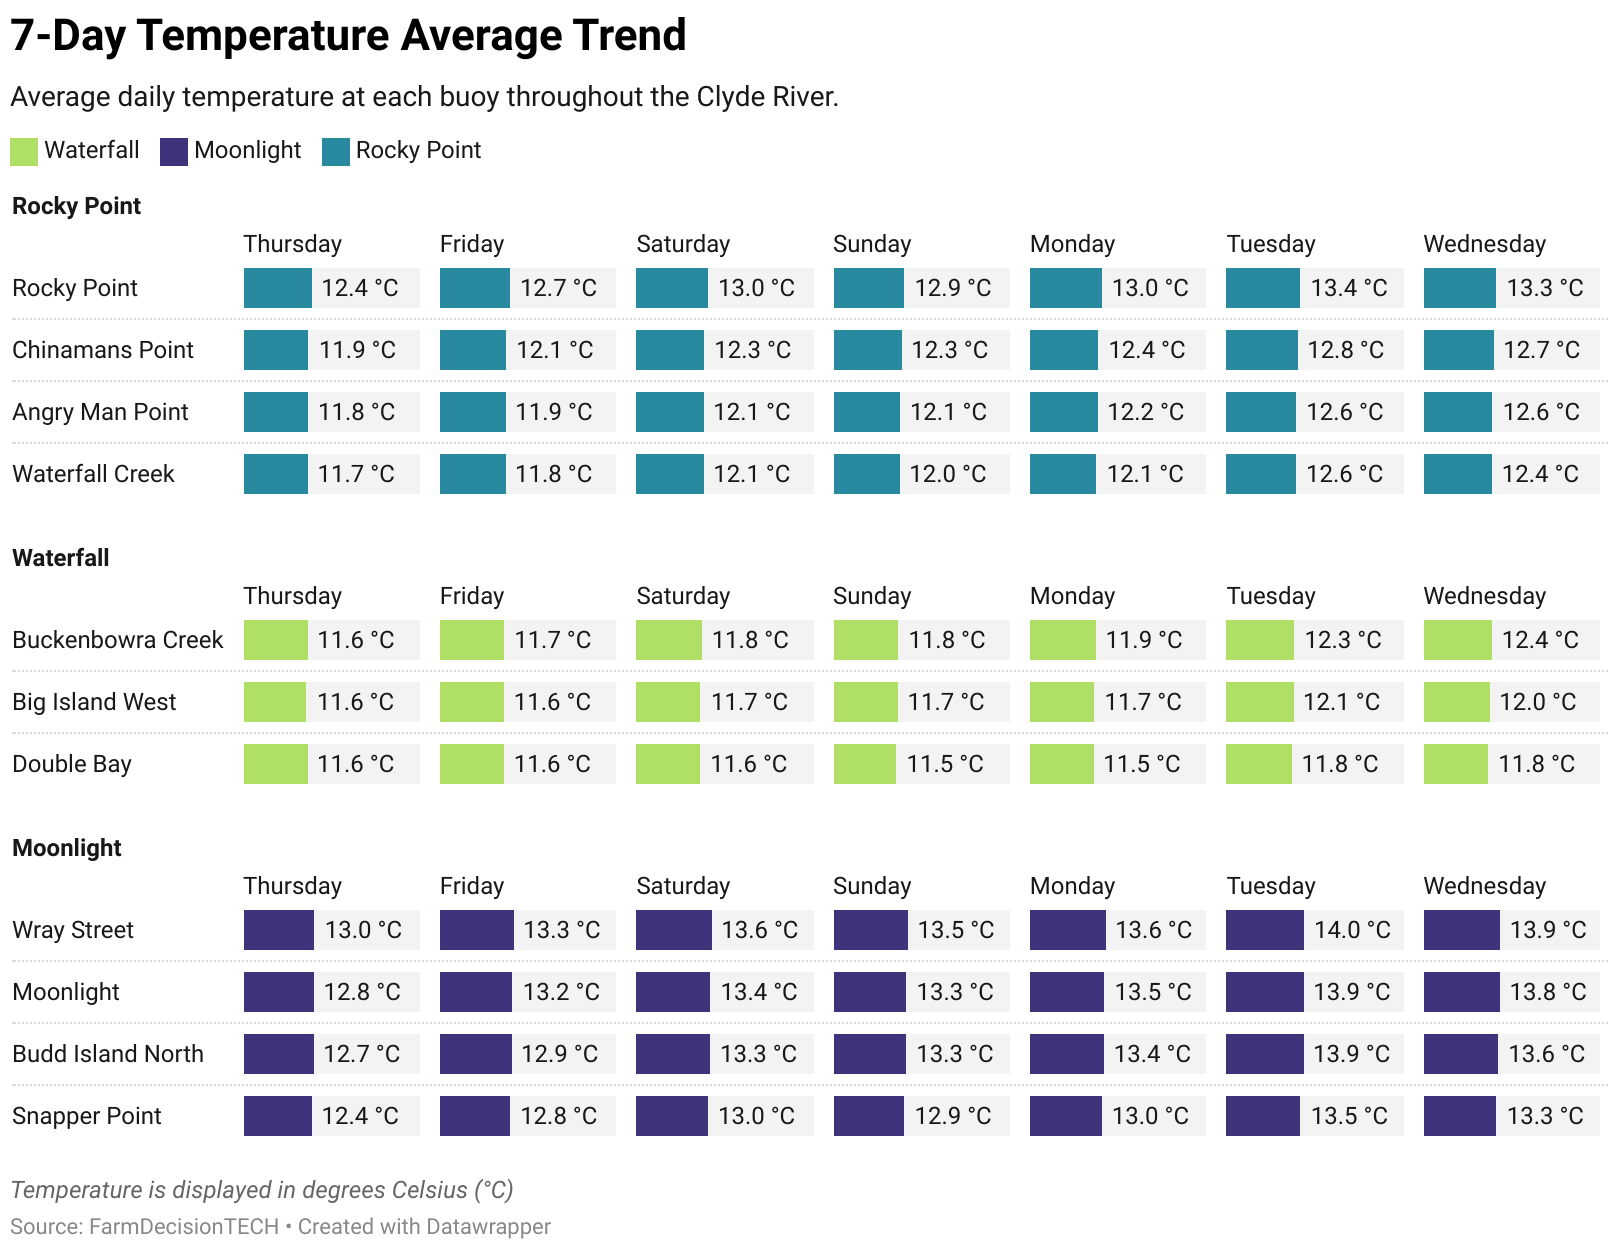 7-Day Temperature Average Trend
Average daily temperature at each buoy throughout the Clyde River.
Waterfall Moonlight Rocky Point
Rocky Point
Thursday Friday Saturday Sunday Monday Tuesday Wednesday
Rocky Point 12.4 °C 12.7 °C 13.0 °C 12.9 °C 13.0 °C 13.4 °C 13.3 °C
Chinamans Point 11.9 °C 12.1 °C 12.3 °C 12.3 °C 12.4 °C 12.8 °C 12.7 °C
Angry Man Point 11.8 °C 11.9 °C 12.1 °C 12.1 °C 12.2 °C 12.6 °C 12.6 °C
Waterfall Creek 11.7 °C 11.8 °C 12.1 °C 12.0 °C 12.1 °C 12.6 °C 12.4 °C
Waterfall
Thursday Friday Saturday Sunday Monday Tuesday Wednesday
Buckenbowra Creek 11.6 °C 11.7 °C 11.8 °C 11.8 °C 11.9 °C 12.3 °C 12.4 °C
Big Island West 11.6 °C 11.6 °C 11.7 °C 11.7 °C 11.7 °C 12.1 °C 12.0 °C
Double Bay 11.6 °C 11.6 °C 11.6 °C 11.5 °C 11.5 °C 11.8 °C 11.8 °C
Moonlight
Thursday Friday Saturday Sunday Monday Tuesday Wednesday
Wray Street 13.0 °C 13.3 °C 13.6 °C 13.5 °C 13.6 °C 14.0 °C 13.9 °C
Moonlight 12.8 °C 13.2 °C 13.4 °C 13.3 °C 13.5 °C 13.9 °C 13.8 °C
Budd Island North 12.7 °C 12.9 °C 13.3 °C 13.3 °C 13.4 °C 13.9 °C 13.6 °C
Snapper Point 12.4 °C 12.8 °C 13.0 °C 12.9 °C 13.0 °C 13.5 °C 13.3 °C
Temperature is displayed in degrees Celsius (°C)
Source: FarmDecisionTECH • Created with Datawrapper